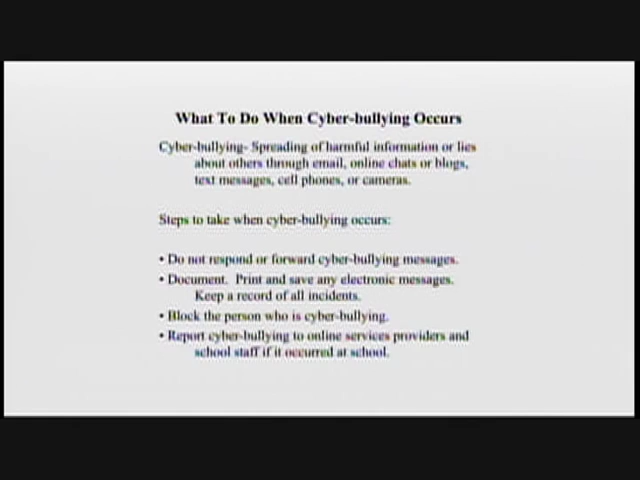 What To Do When Cyber-bullying Occurs
Cyber-bullying- Spreading of harmful information or lies
about others through email, online chats or blogs,
text messages, cell phones, or cameras.
Steps to take when cyber-bullying occurs:
• Do not respond or forward cyber-bullying messages.
• Document.  Print and save any electronic messages.
Keep a record of all incidents.
• Block the person who is cyber-bullying.
• Report cyber-bullying to online services providers and
school staff if it occurred at school.